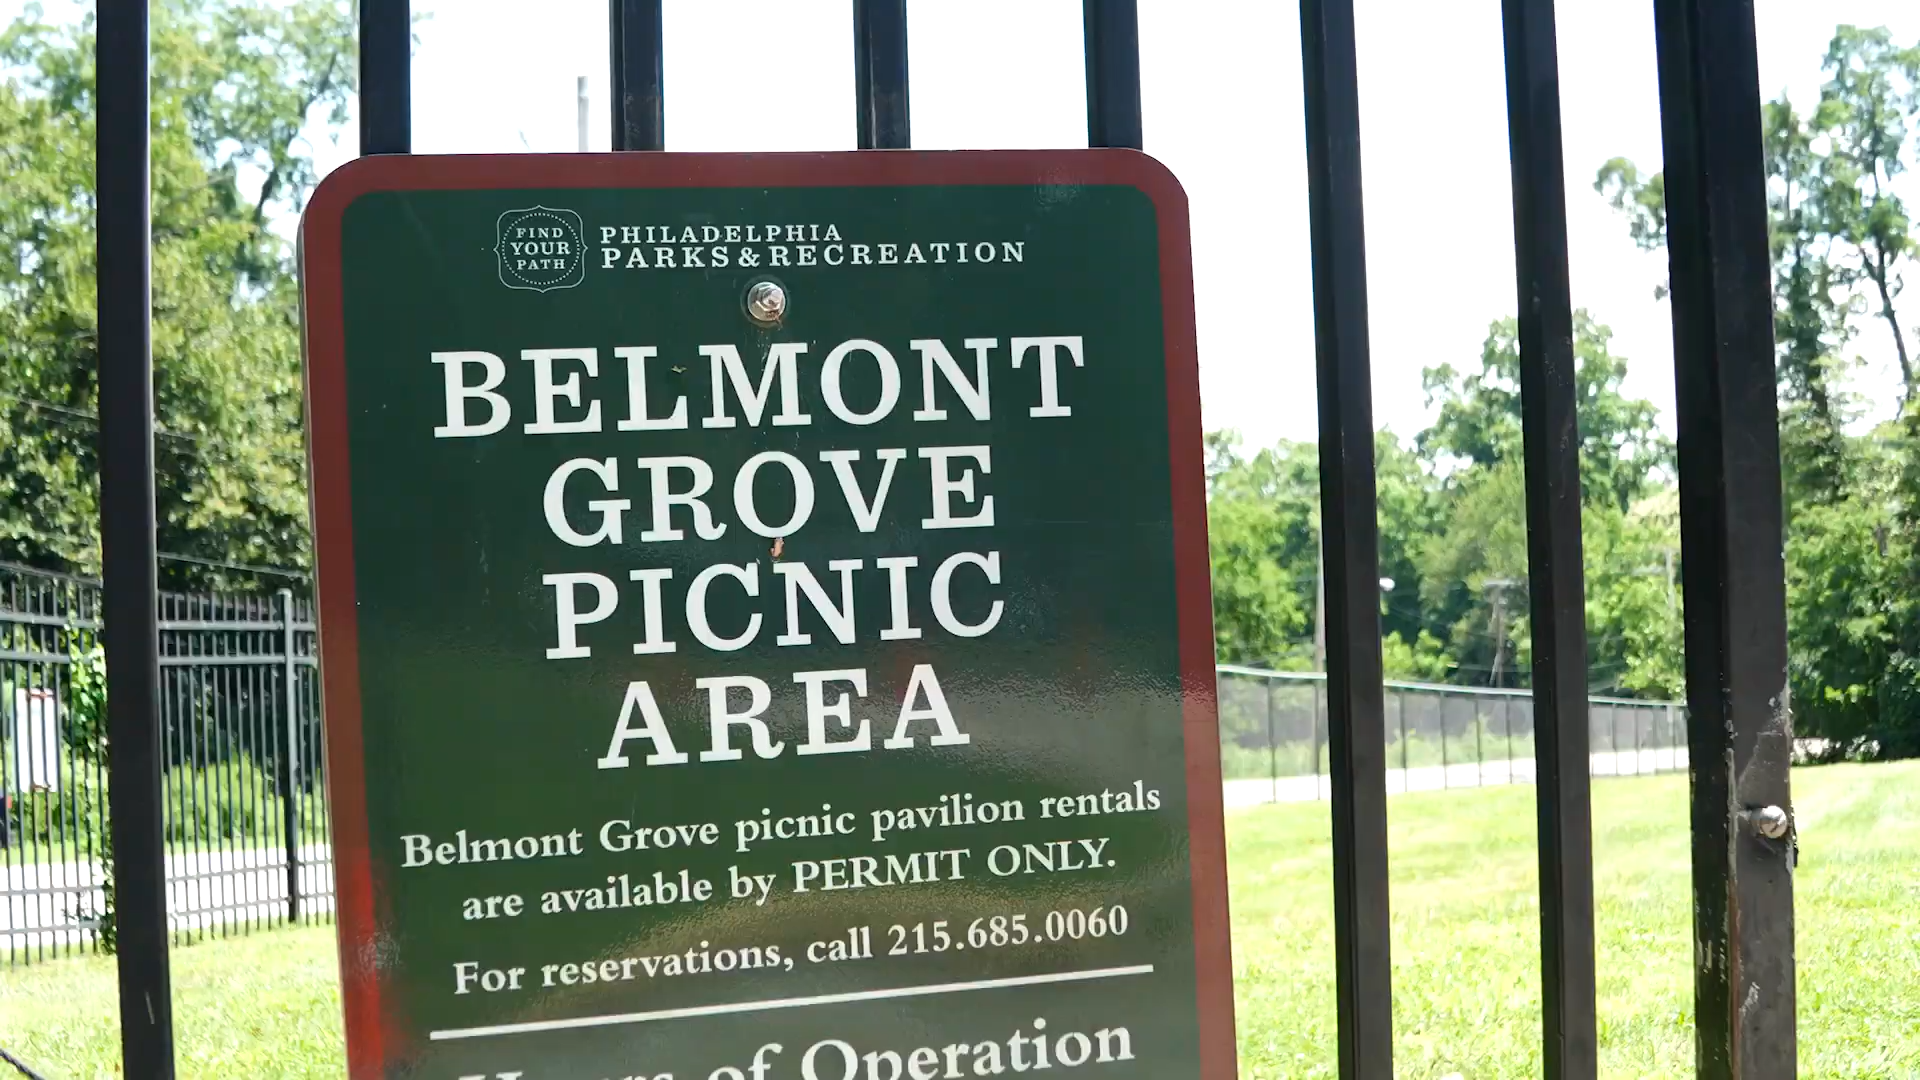 FIND
YOUR
PATH
PHILADELPHIA
PARKS & RECREATION
BELMONT
GROVE
PICNIC
AREA
Belmont Grove picnic pavilion rentals
are available by PERMIT ONLY.
For reservations, call 215.685.0060
Hours of Operation